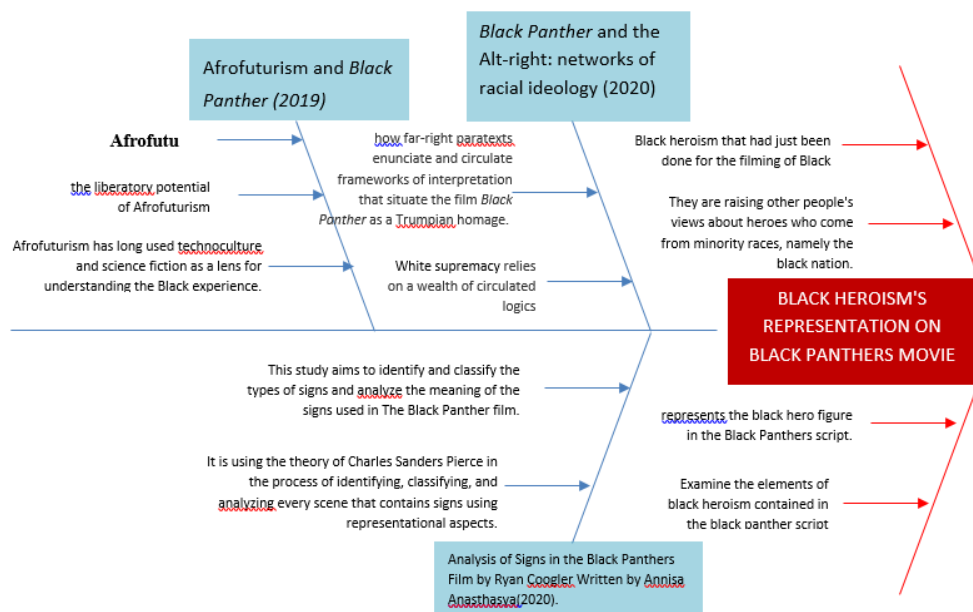 Afrofuturism and Black
Panther (2019)
Black Panther and the
Alt-right: networks of
racial ideology (2020)
Afrofutu
the liberatory potential
of Afrofuturism
Afrofuturism has long used technoculture
and science fiction as a lens for
understanding the Black experience.
how far-right paratexts
enunciate and circulate
frameworks of interpretation
that situate the film Black
Panther as a Trumpian homage.
White supremacy relies
on a wealth of circulated
logics
Black heroism that had just been
done for the filming of Black
They are raising other people's
views about heroes who come
from minority races, namely the
black nation.
BLACK HEROISM'S
REPRESENTATION ON
BLACK PANTHERS MOVIE
This study aims to identify and classify the
types of signs and analyze the meaning of the
signs used in The Black Panther film.
It is using the theory of Charles Sanders Pierce in
the process of identifying, classifying, and
analyzing every scene that contains signs using
representational aspects.
represents the black hero figure
in the Black Panthers script.
Examine the elements of
black heroism contained in
the black panther script
Analysis of Signs in the Black Panthers
Film by Ryan Coogler Written by Annisa
Anasthasya(2020).